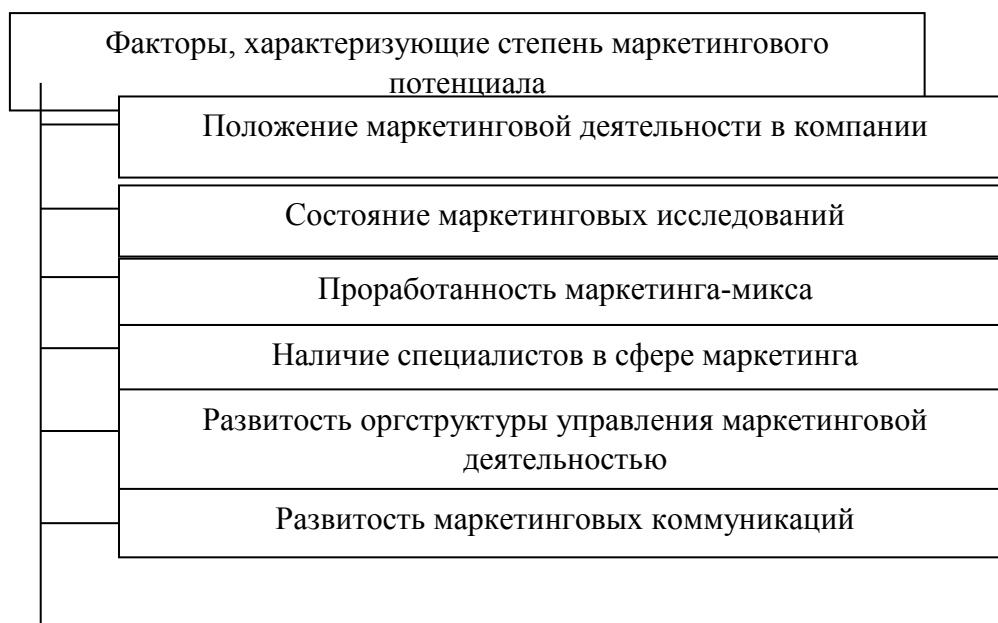 Факторы, характеризующие степень маркетингового
потенциала
Положение маркетинговой деятельности в компании
Состояние маркетинговых исследований
Проработанность маркетинга-микса
Наличие специалистов в сфере маркетинга
Развитость оргструктуры управления маркетинговой
деятельностью
Развитость маркетинговых коммуникаций